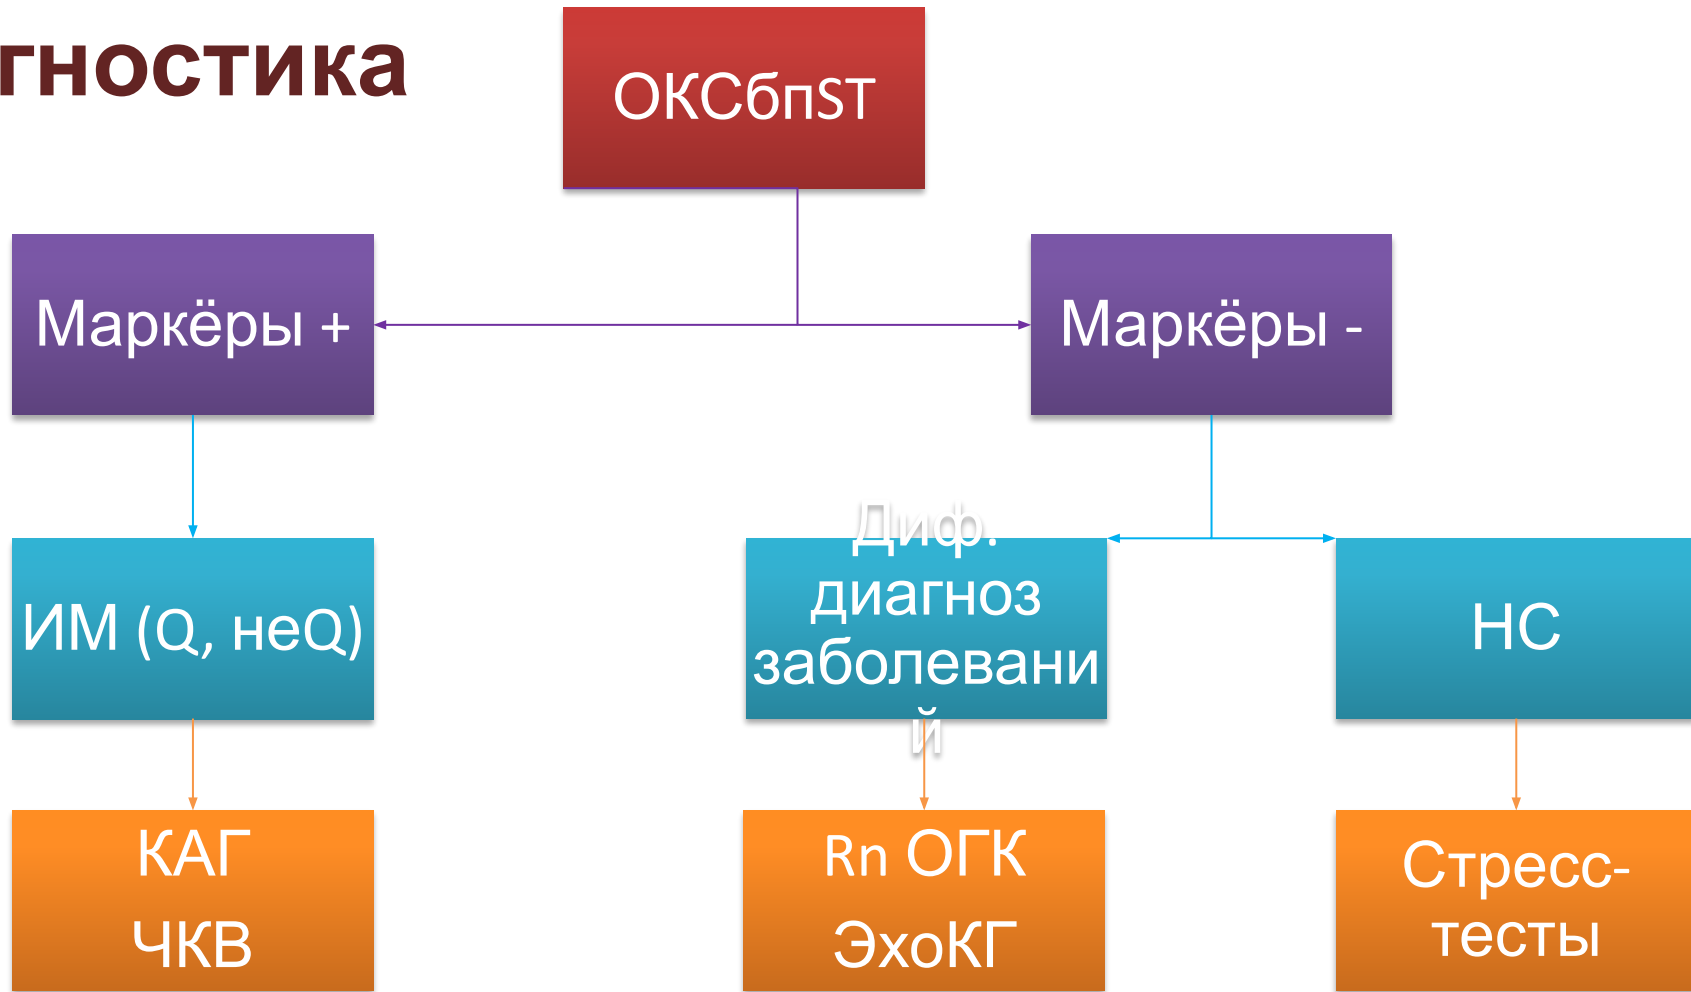 гностика
ОКСбпST
Маркёры +
Маркёры -
ИМ (Q, неQ)
Диф.
диагноз
заболевани
й
НС
КАГ
ЧКВ
Rn ОГК
ЭхоКГ
Стресс-
тесты